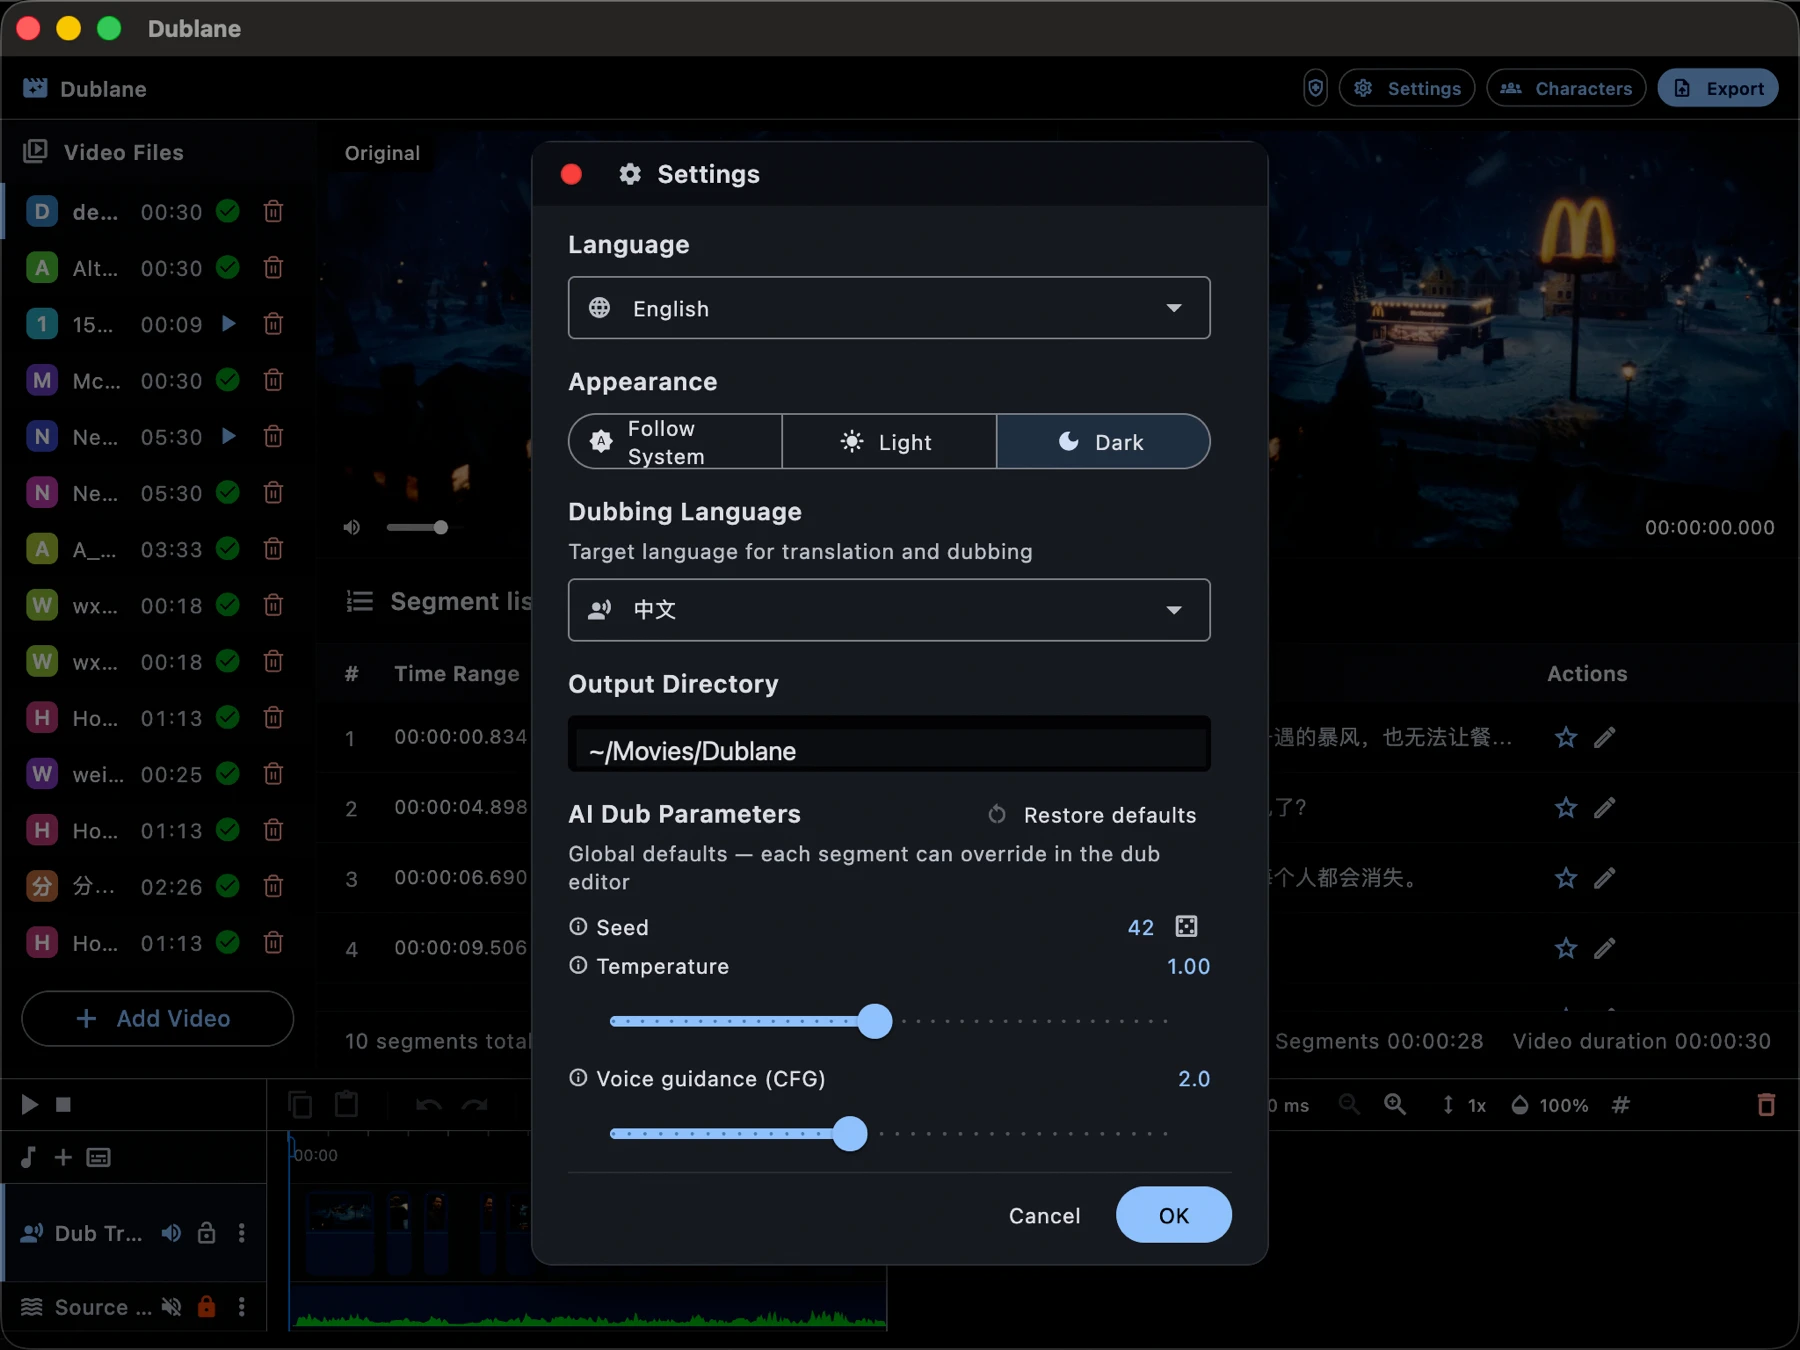 Dublane
Dublane
Settings
Characters
Export
Video Files
D de... 00:30
A Alt... 00:30
1 15... 00:09
M Mc... 00:30
N Ne... 05:30
N Ne... 05:30
A A_... 03:33
W wx... 00:18
W wx... 00:18
H Ho... 01:13
W wei... 00:25
H Ho... 01:13
分 分... 02:26
H Ho... 01:13
+ Add Video
Original
00:00:00.000
Segment lis
# Time Range Actions
1 00:00:00.834 遇的暴风，也无法让餐...
2 00:00:04.898 了?
3 00:00:06.690 个人都会消失。
4 00:00:09.506
10 segments total
Segments 00:00:28 Video duration 00:00:30
Settings
Language
English
Appearance
Follow
System
Light
Dark
Dubbing Language
Target language for translation and dubbing
中文
Output Directory
~/Movies/Dublane
AI Dub Parameters
Restore defaults
Global defaults — each segment can override in the dub
editor
Seed 42
Temperature 1.00
Voice guidance (CFG) 2.0
Cancel
OK
0 ms
1x
100%
#
00:00
Dub Tr...
Source ...